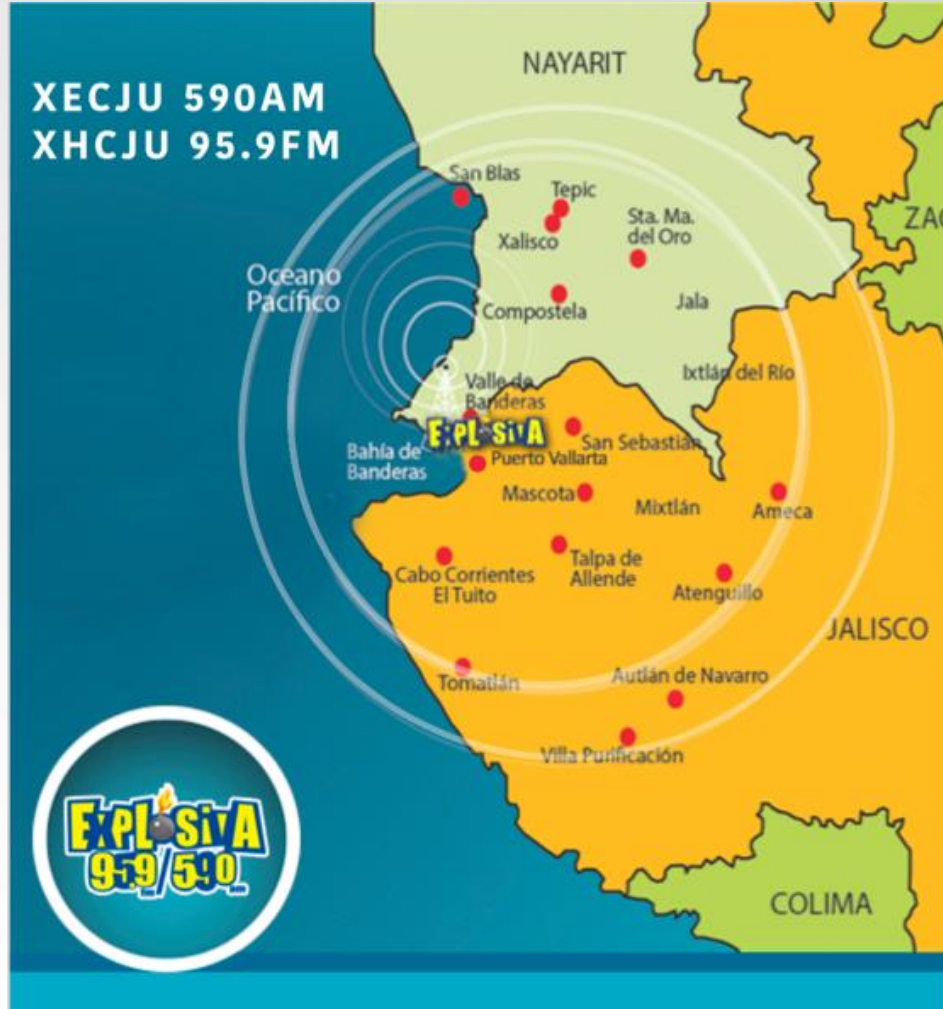 XECJU 590AM
XHCJU 95.9FM
NAYARIT
San Blas
Tepic
Xalisco
Sta. Ma.
del Oro
ZAC
Oceano
Pacífico
Compostela
Jala
Ixtlán del Río
Valle de
Banderas
EXPLOSiVA
Bahía de
Banderas
San Sebastián
Puerto Vallarta
Mascota
Mixtlán
Ameca
Cabo Corrientes
El Tuito
Talpa de
Allende
Atenguillo
JALISCO
Tomatlán
Autlán de Navarro
Villa Purificación
EXPLOSiVA
95.9/590
COLIMA